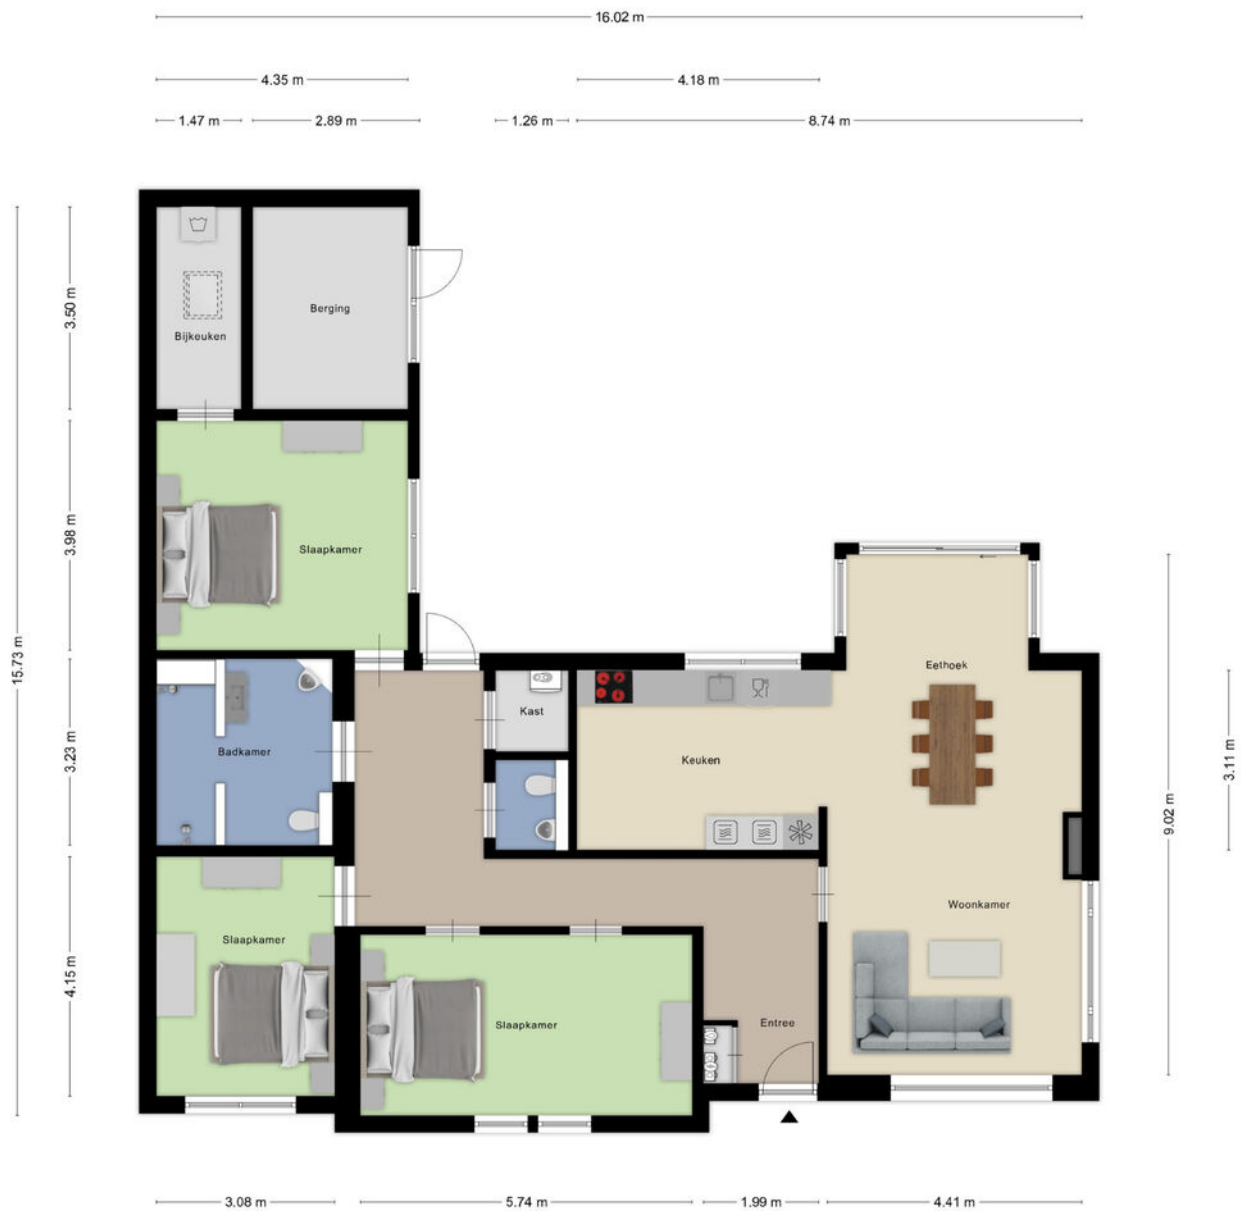 16.02 m
4.35 m
4.18 m
1.47 m
2.89 m
1.26 m
8.74 m
3.50 m
Berging
Bijkeuken
3.98 m
Slaapkamer
15.73 m
Eethoek
Kast
Badkamer
Keuken
3.23 m
3.11 m
9.02 m
Woonkamer
Slaapkamer
4.15 m
Slaapkamer
Entree
3.08 m
5.74 m
1.99 m
4.41 m